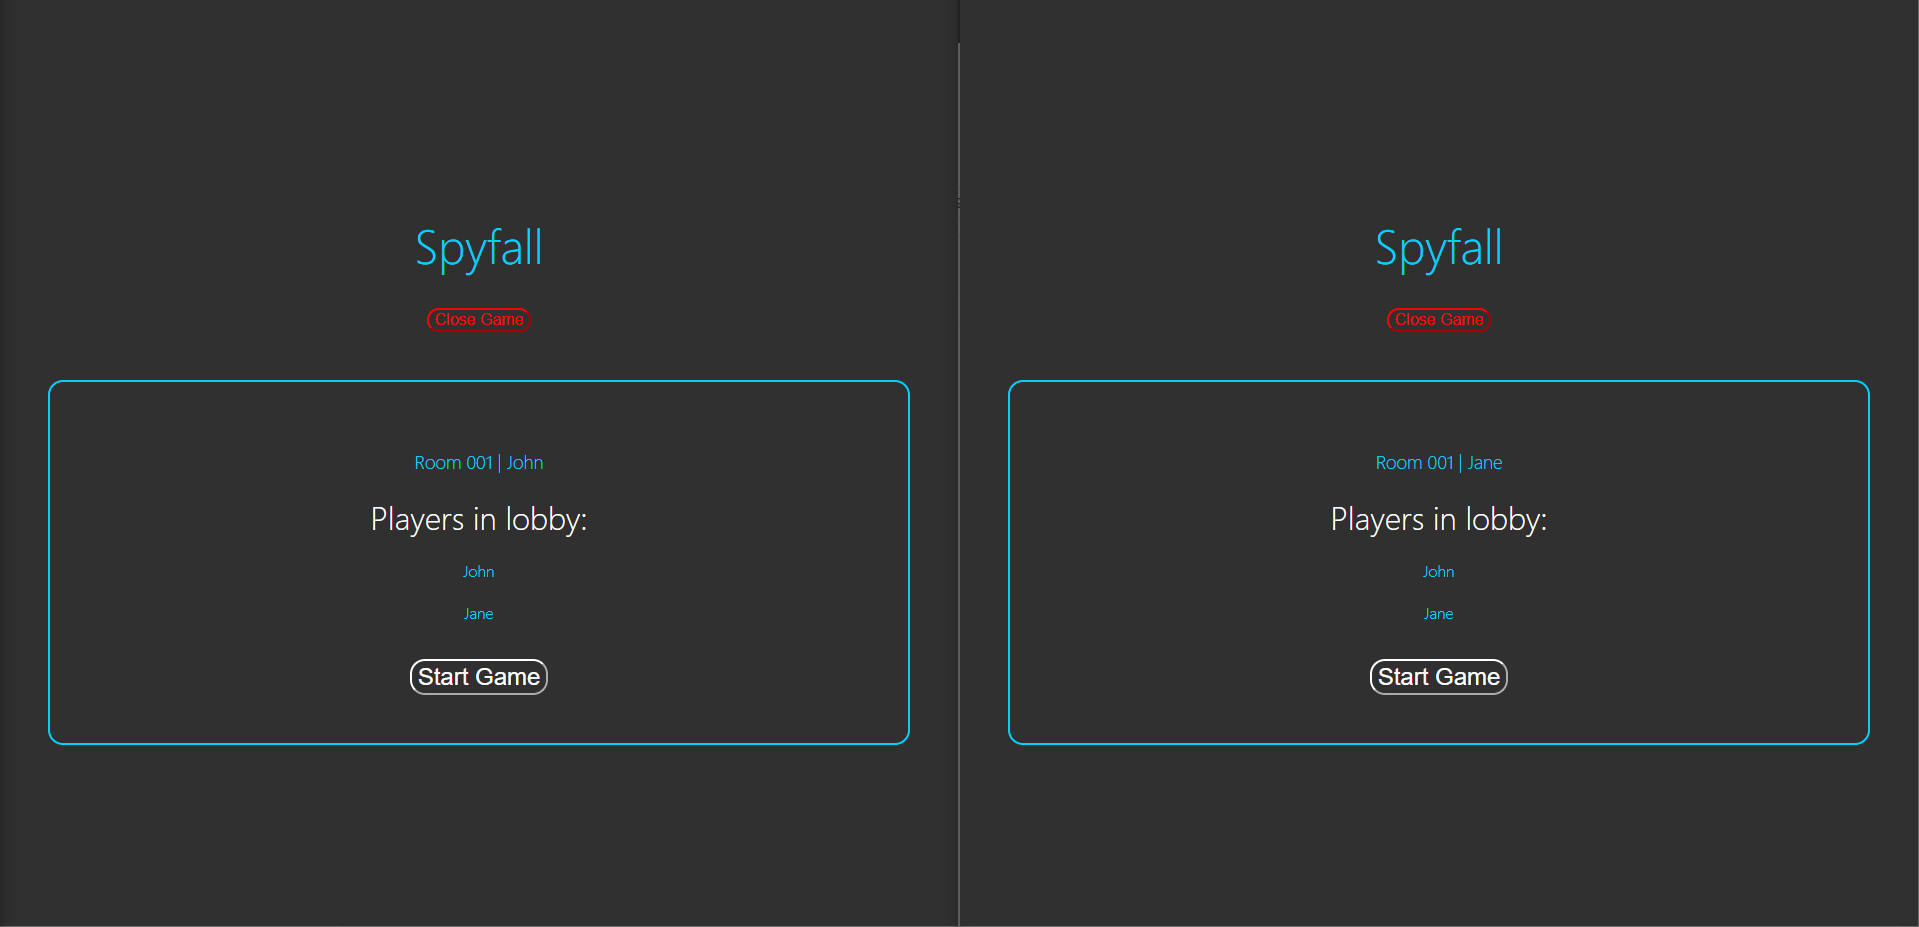 Spyfall
Close Game
Room 001 | John
Players in lobby:
John
Jane
Start Game
Spyfall
Close Game
Room 001 | Jane
Players in lobby:
John
Jane
Start Game